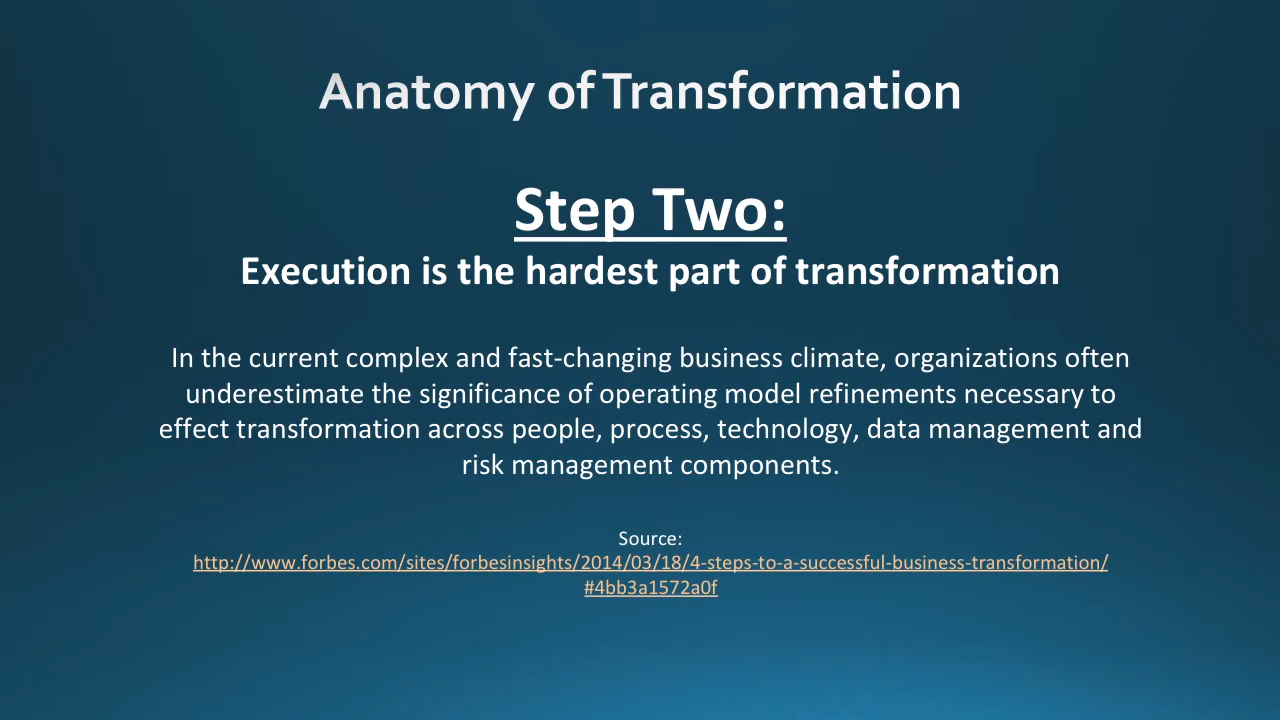 Anatomy of Transformation
Step Two:
Execution is the hardest part of transformation
In the current complex and fast-changing business climate, organizations often
underestimate the significance of operating model refinements necessary to
effect transformation across people, process, technology, data management and
risk management components.
Source:
http://www.forbes.com/sites/forbesinsights/2014/03/18/4-steps-to-a-successful-business-transformation/
#4bb3a1572a0f